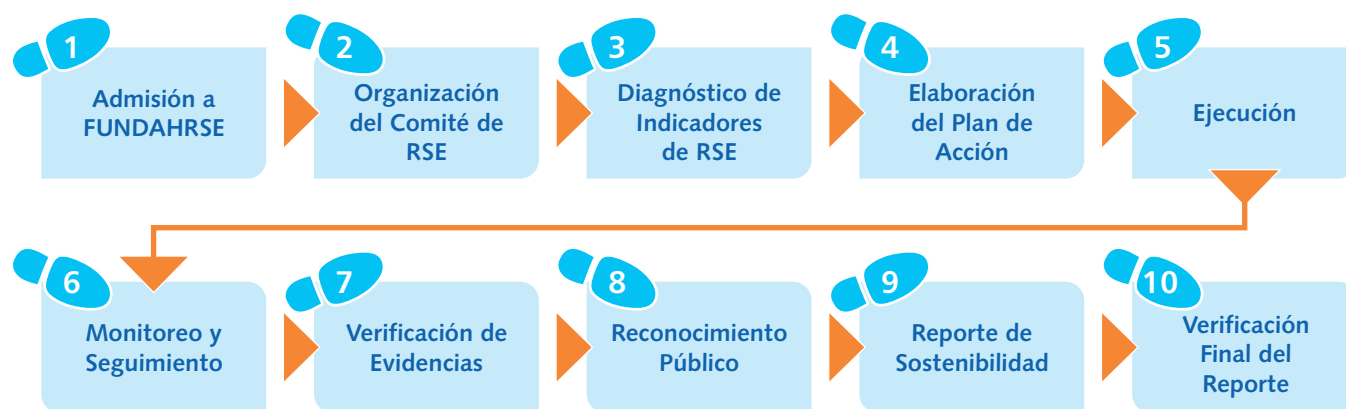 1
Admisión a
FUNDAHRSE
2
Organización
del Comité de
RSE
3
Diagnóstico de
Indicadores
de RSE
4
Elaboración
del Plan de
Acción
5
Ejecución
6
Monitoreo y
Seguimiento
7
Verificación de
Evidencias
8
Reconocimiento
Público
9
Reporte de
Sostenibilidad
10
Verificación
Final del
Reporte